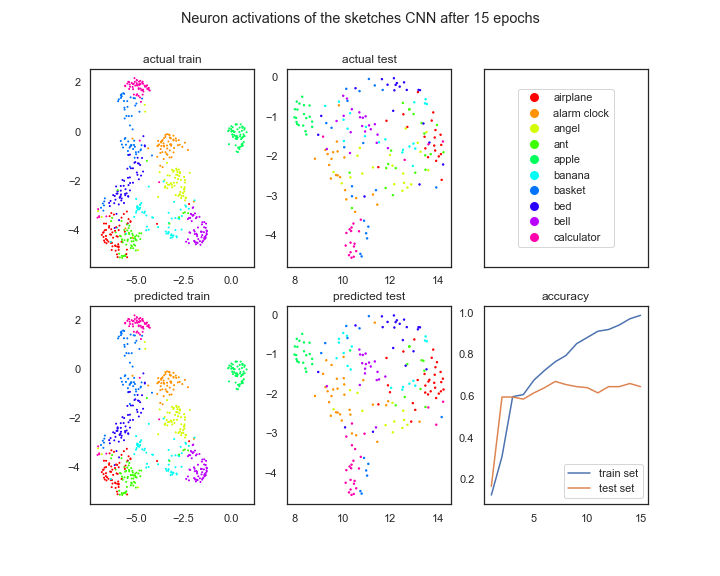 Neuron activations of the sketches CNN after 15 epochs
actual train
2
0
−2
−4
−5.0
−2.5
0.0
actual test
0
−1
−2
−3
−4
8
10
12
14
airplane
alarm clock
angel
ant
apple
banana
basket
bed
bell
calculator
predicted train
2
0
−2
−4
−5.0
−2.5
0.0
predicted test
0
−1
−2
−3
−4
8
10
12
14
accuracy
1.0
0.8
0.6
0.4
0.2
train set
test set
5
10
15